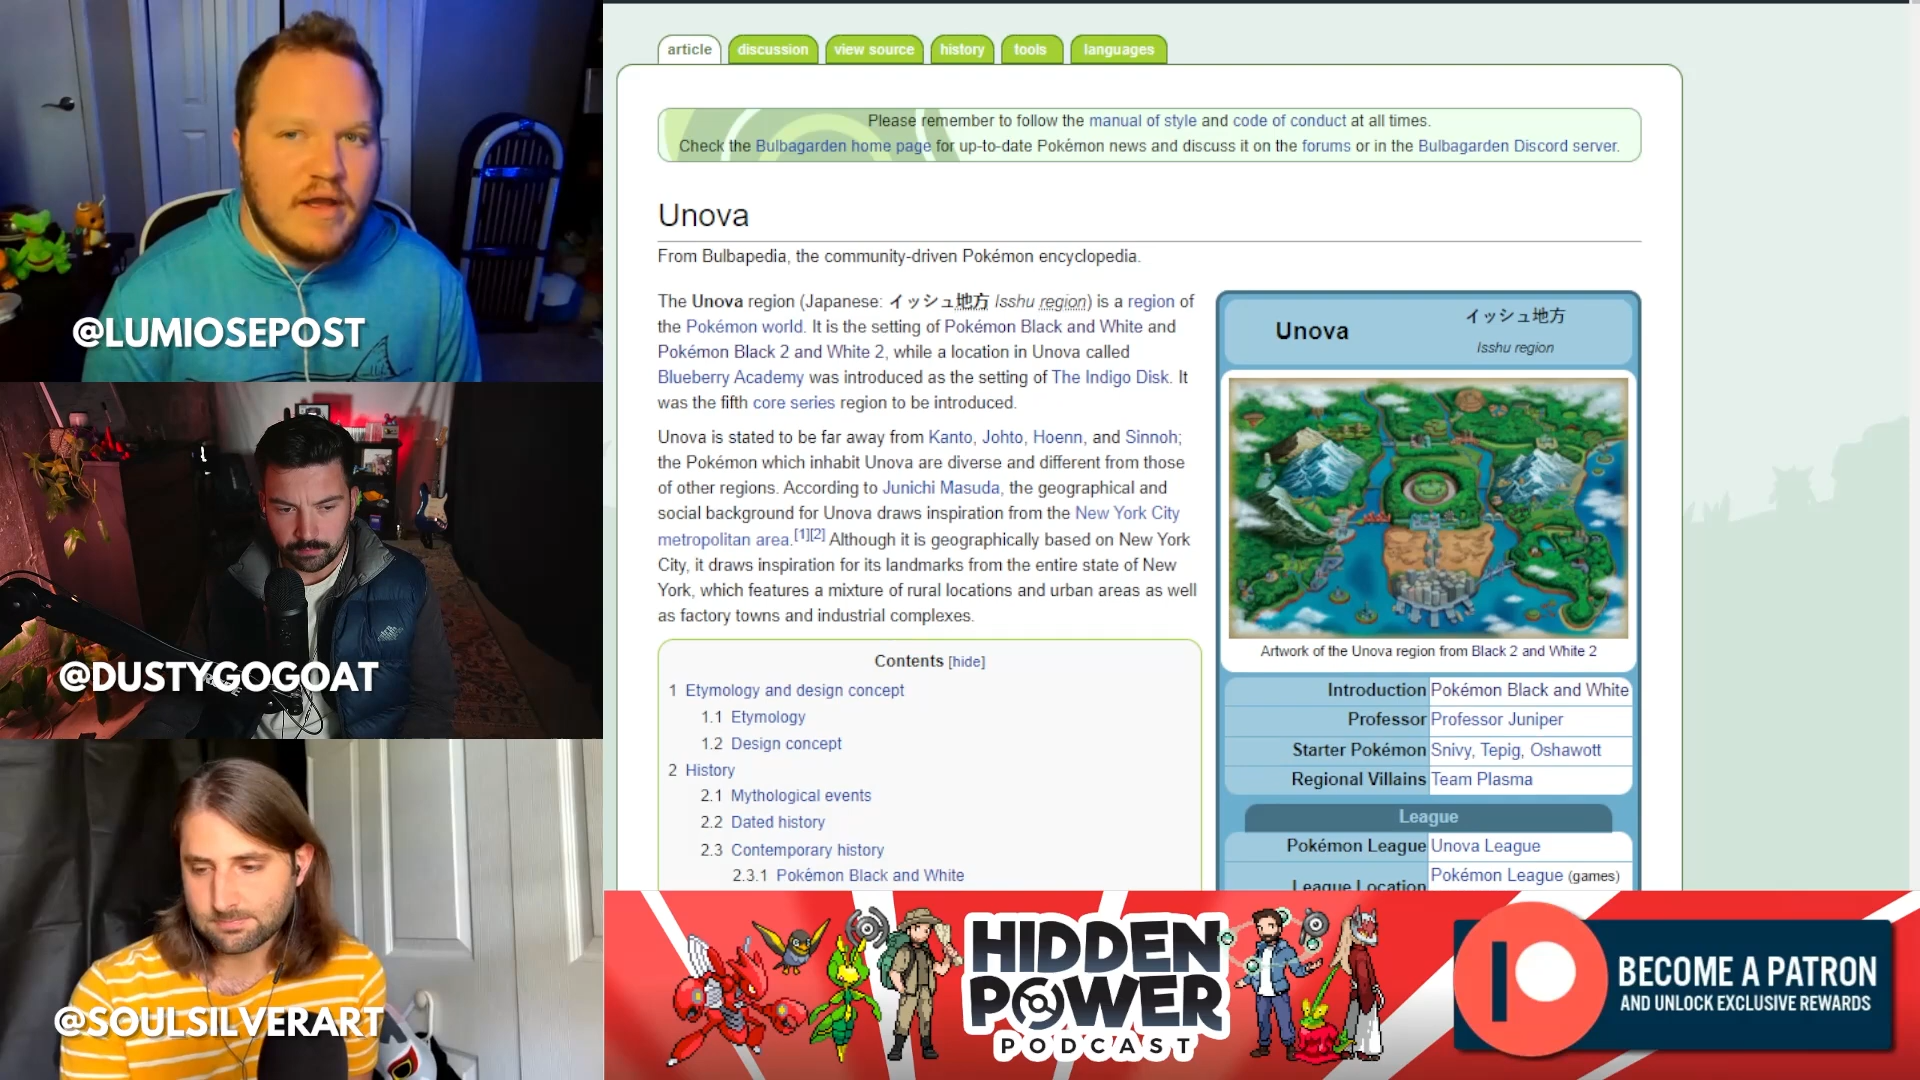 @LUMIOSEPOST
@DUSTYGOGOAT
@SOULSILVERART
article
discussion
view source
history
tools
languages
Please remember to follow the manual of style and code of conduct at all times.
Check the Bulbagarden home page for up-to-date Pokémon news and discuss it on the forums or in the Bulbagarden Discord server.
Unova
From Bulbapedia, the community-driven Pokémon encyclopedia.
The Unova region (Japanese: イッシュ地方 Isshu region) is a region of
the Pokémon world. It is the setting of Pokémon Black and White and
Pokémon Black 2 and White 2, while a location in Unova called
Blueberry Academy was introduced as the setting of The Indigo Disk. It
was the fifth core series region to be introduced.
Unova is stated to be far away from Kanto, Johto, Hoenn, and Sinnoh;
the Pokémon which inhabit Unova are diverse and different from those
of other regions. According to Junichi Masuda, the geographical and
social background for Unova draws inspiration from the New York City
metropolitan area.[1][2] Although it is geographically based on New York
City, it draws inspiration for its landmarks from the entire state of New
York, which features a mixture of rural locations and urban areas as well
as factory towns and industrial complexes.
Contents [hide]
1 Etymology and design concept
1.1 Etymology
1.2 Design concept
2 History
2.1 Mythological events
2.2 Dated history
2.3 Contemporary history
2.3.1 Pokémon Black and White
Unova
イッシュ地方
Isshu region
Artwork of the Unova region from Black 2 and White 2
Introduction Pokémon Black and White
Professor Professor Juniper
Starter Pokémon Snivy, Tepig, Oshawott
Regional Villains Team Plasma
League
Pokémon League Unova League
League Location Pokémon League (games)
HIDDEN
POWER
PODCAST
BECOME A PATRON
AND UNLOCK EXCLUSIVE REWARDS